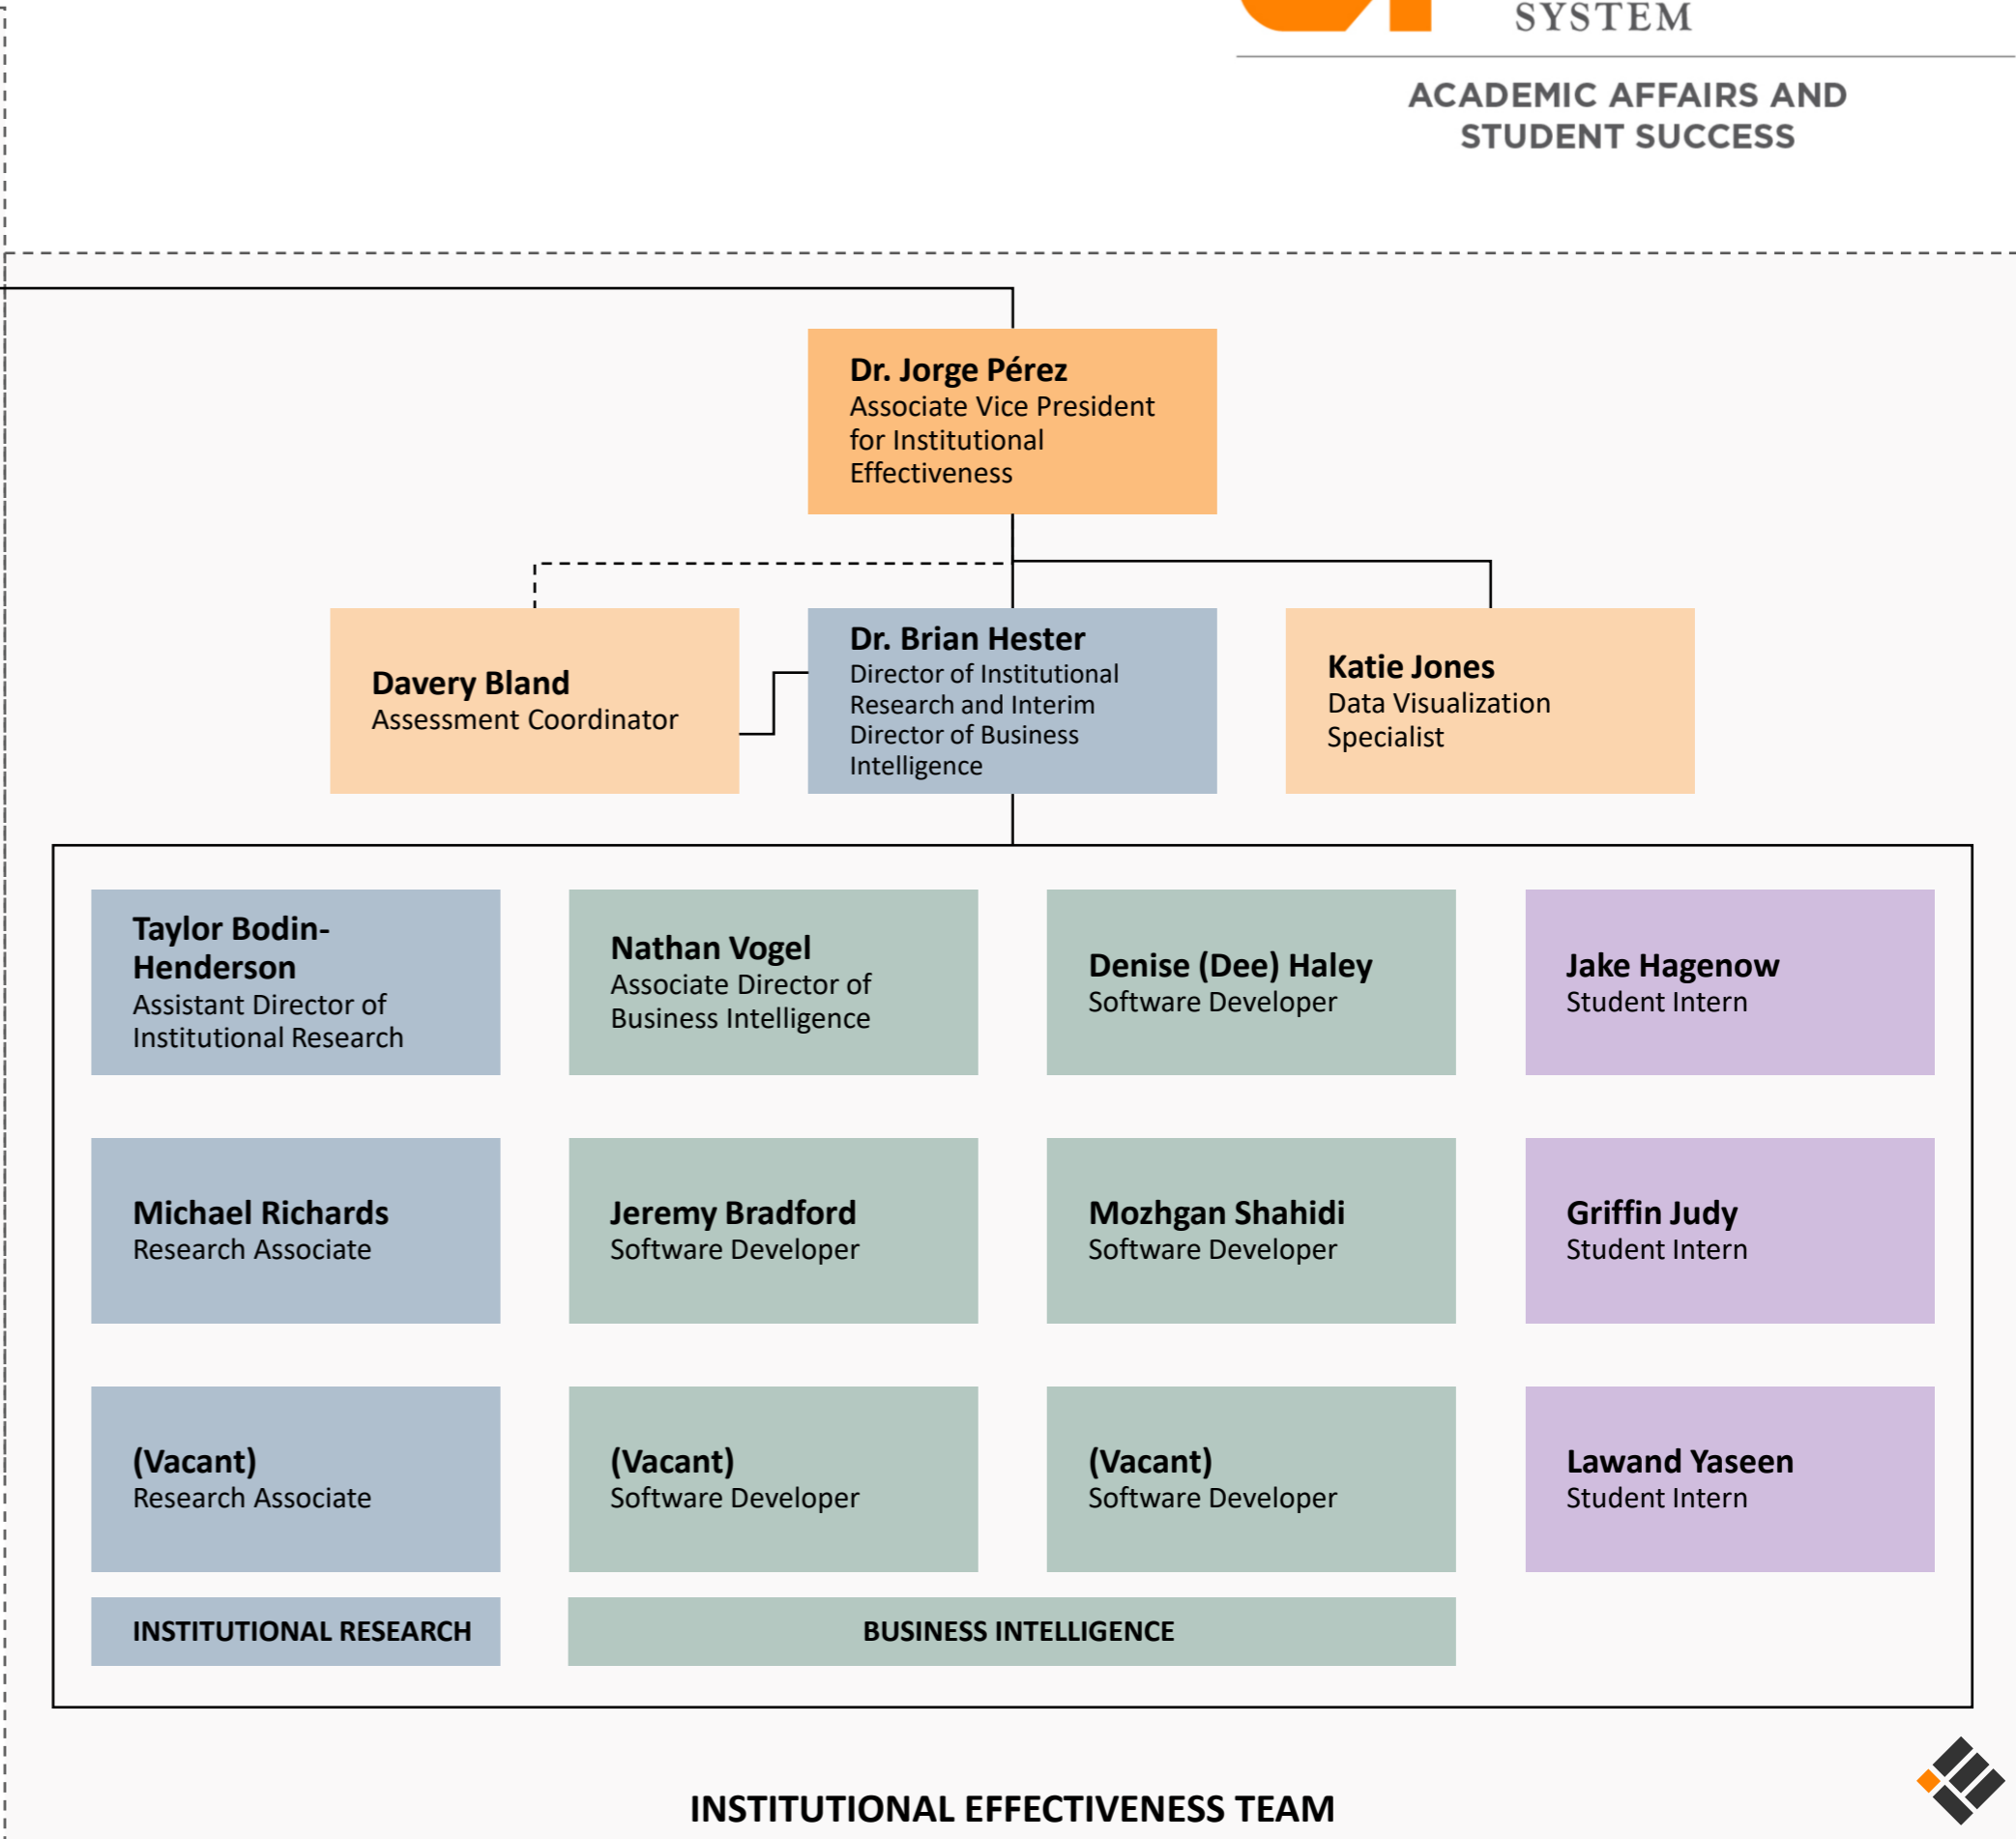 SYSTEM
ACADEMIC AFFAIRS AND
STUDENT SUCCESS
Dr. Jorge Pérez
Associate Vice President
for Institutional
Effectiveness
Davery Bland
Assessment Coordinator
Dr. Brian Hester
Director of Institutional
Research and Interim
Director of Business
Intelligence
Katie Jones
Data Visualization
Specialist
Taylor Bodin-
Henderson
Assistant Director of
Institutional Research
Nathan Vogel
Associate Director of
Business Intelligence
Denise (Dee) Haley
Software Developer
Jake Hagenow
Student Intern
Michael Richards
Research Associate
Jeremy Bradford
Software Developer
Mozhgan Shahidi
Software Developer
Griffin Judy
Student Intern
(Vacant)
Research Associate
(Vacant)
Software Developer
(Vacant)
Software Developer
Lawand Yaseen
Student Intern
INSTITUTIONAL RESEARCH
BUSINESS INTELLIGENCE
INSTITUTIONAL EFFECTIVENESS TEAM